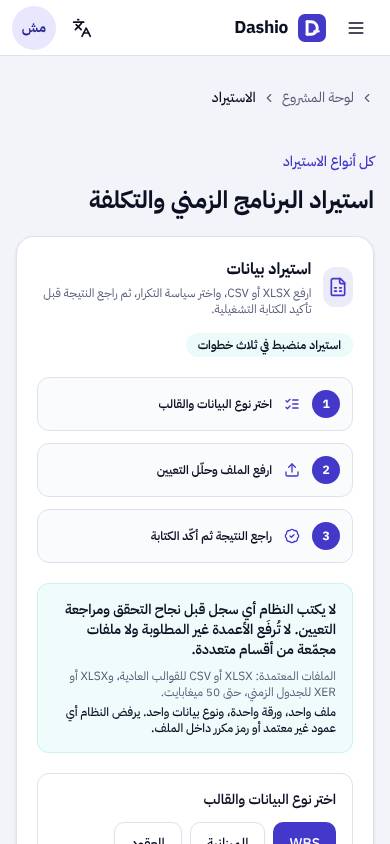 Dashio
مش
لوحة المشروع
الاستيراد
كل أنواع الاستيراد
استيراد البرنامج الزمني والتكلفة
استيراد بيانات
ارفع XLSX أو CSV، واختر سياسة التكرار، ثم راجع النتيجة قبل
تأكيد الكتابة التشغيلية.
استيراد منضبط في ثلاث خطوات
1 اختر نوع البيانات والقالب
2 ارفع الملف وحلّل التعيين
3 راجع النتيجة ثم أكّد الكتابة
لا يكتب النظام أي سجل قبل نجاح التحقق ومراجعة
التعيين. لا تُرفَع الأعمدة غير المطلوبة ولا ملفات
مجمّعة من أقسام متعددة.
الملفات المعتمدة: XLSX أو CSV للقوالب العادية، وXLSX أو
XER للجدول الزمني، حتى 50 ميغابايت.
ملف واحد، ورقة واحدة، ونوع بيانات واحد. يرفض النظام أي
عمود غير معتمد أو رمز مكرر داخل الملف.
اختر نوع البيانات والقالب
WBS الميزانية العقود